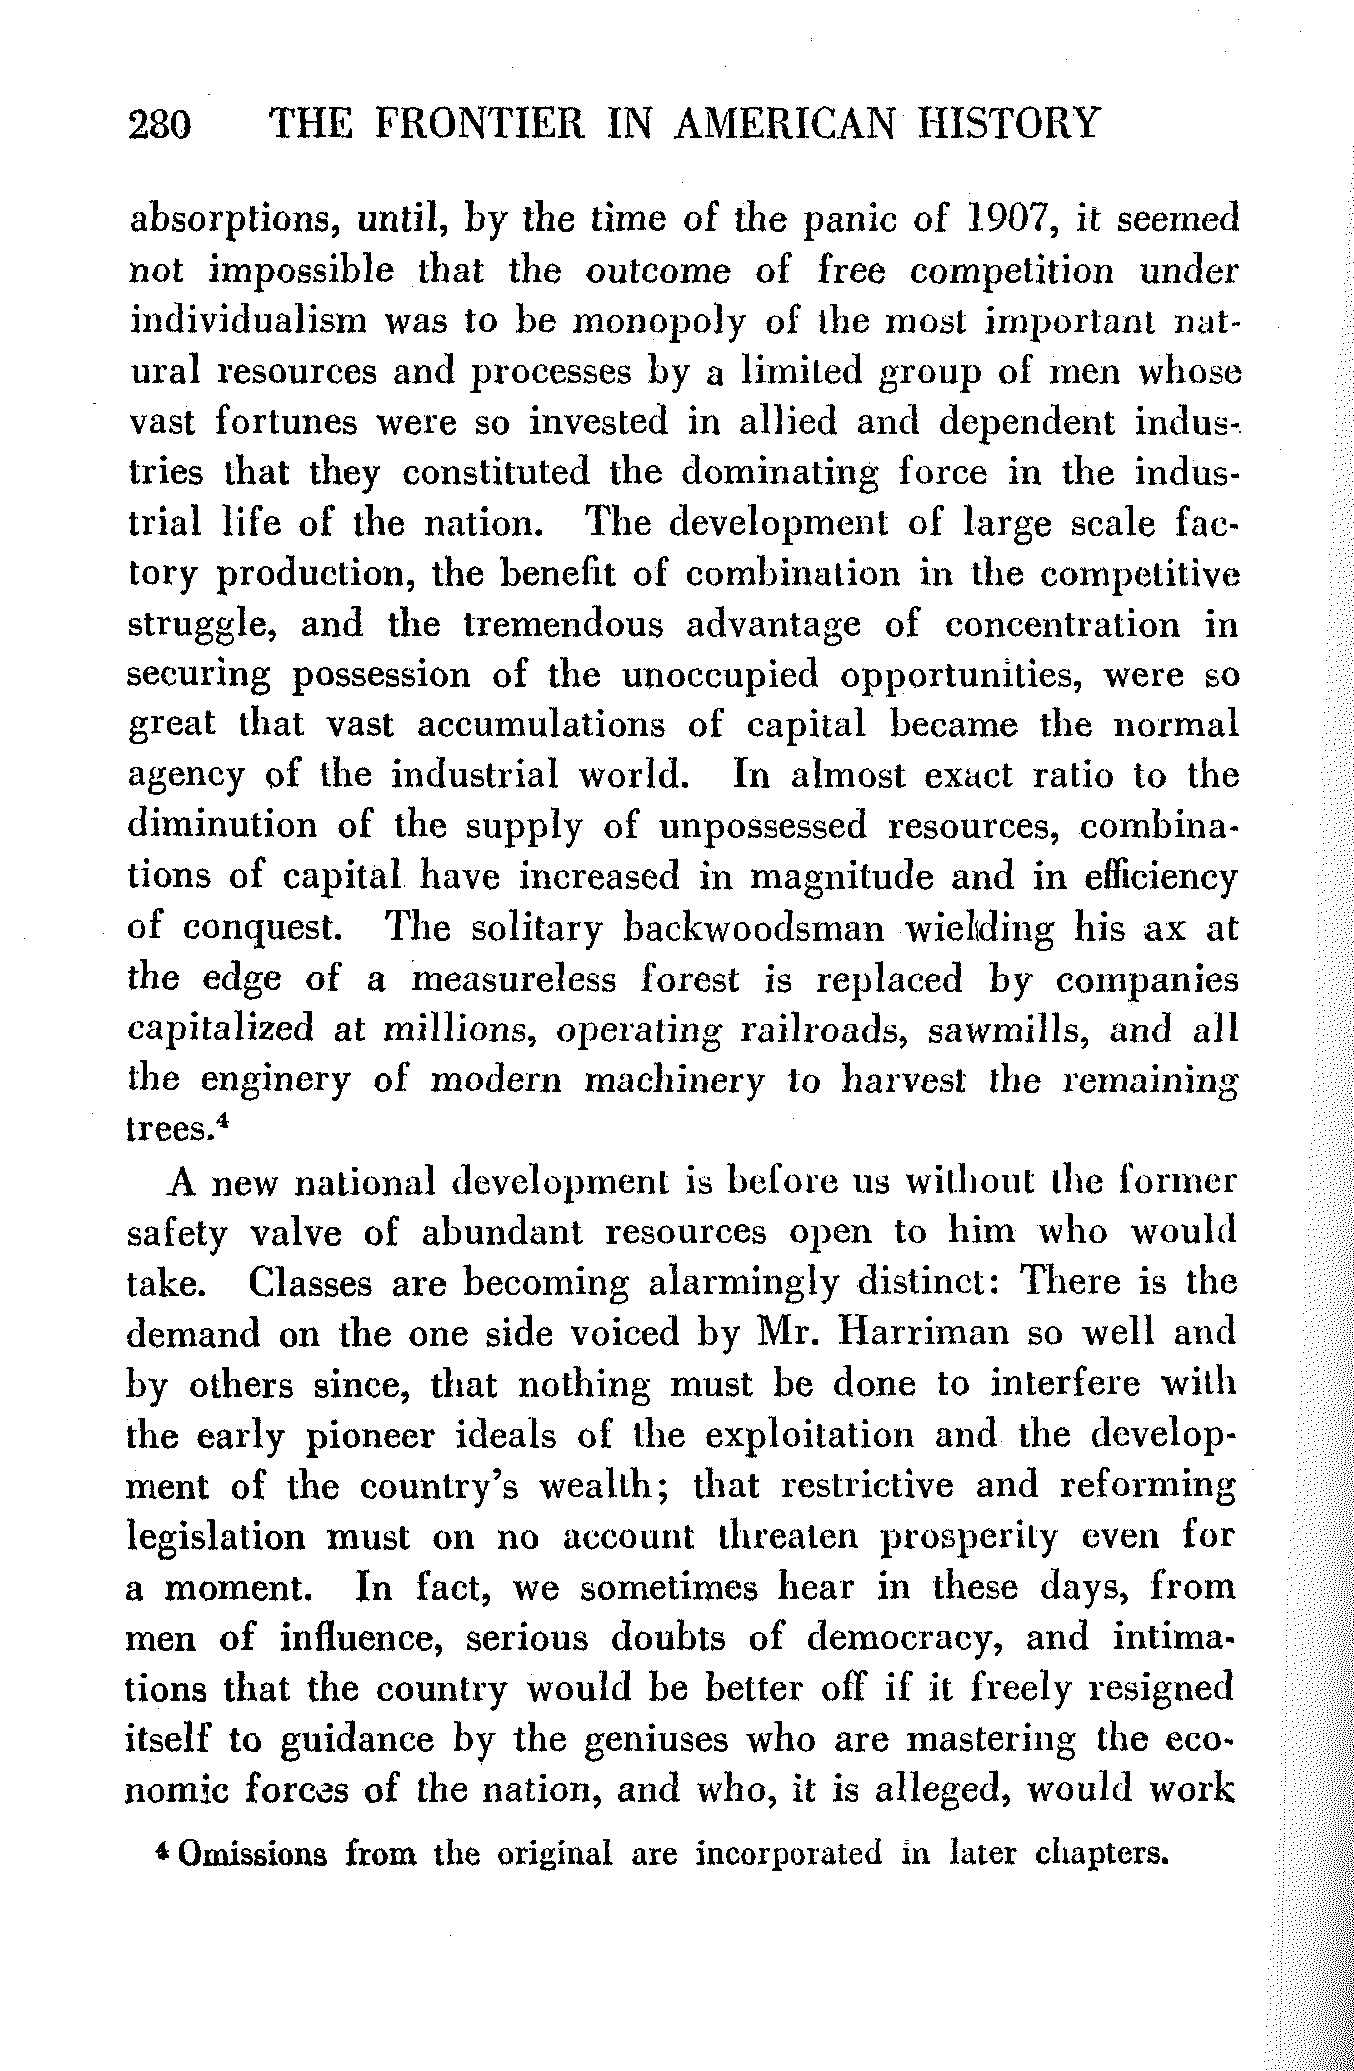 280 THE FRONTIER IN AMERICAN HISTORY
absorptions, until, by the time of the panic of 1907, it seemed
not impossible that the outcome of free competition under
individualism was to be monopoly of the most important nat-
ural resources and processes by a limited group of men whose
vast fortunes were so invested in allied and dependent indus-
tries that they constituted the dominating force in the indus-
trial life of the nation. The development of large scale fac-
tory production, the benefit of combination in the competitive
struggle, and the tremendous advantage of concentration in
securing possession of the unoccupied opportunities, were so
great that vast accumulations of capital became the normal
agency of the industrial world. In almost exact ratio to the
diminution of the supply of unpossessed resources, combina-
tions of capital have increased in magnitude and in efficiency
of conquest. The solitary backwoodsman wielding his ax at
the edge of a measureless forest is replaced by companies
capitalized at millions, operating railroads, sawmills, and all
the enginery of modern machinery to harvest the remaining
trees.⁴
A new national development is before us without the former
safety valve of abundant resources open to him who would
take. Classes are becoming alarmingly distinct: There is the
demand on the one side voiced by Mr. Harriman so well and
by others since, that nothing must be done to interfere with
the early pioneer ideals of the exploitation and the develop-
ment of the country's wealth; that restrictive and reforming
legislation must on no account threaten prosperity even for
a moment. In fact, we sometimes hear in these days, from
men of influence, serious doubts of democracy, and intima-
tions that the country would be better off if it freely resigned
itself to guidance by the geniuses who are mastering the eco-
nomic forces of the nation, and who, it is alleged, would work
⁴ Omissions from the original are incorporated in later chapters.